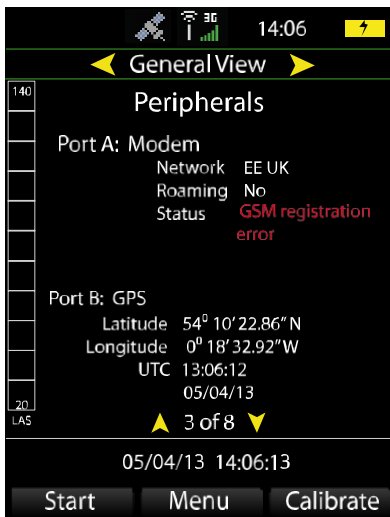 3G
14:06
General View
140
Peripherals
Port A: Modem
Network EE UK
Roaming No
Status GSM registration
error
Port B: GPS
Latitude 54⁰ 10' 22.86" N
Longitude 0⁰ 18' 32.92" W
UTC 13:06:12
05/04/13
20
LAS
3 of 8
05/04/13 14:06:13
Start Menu Calibrate